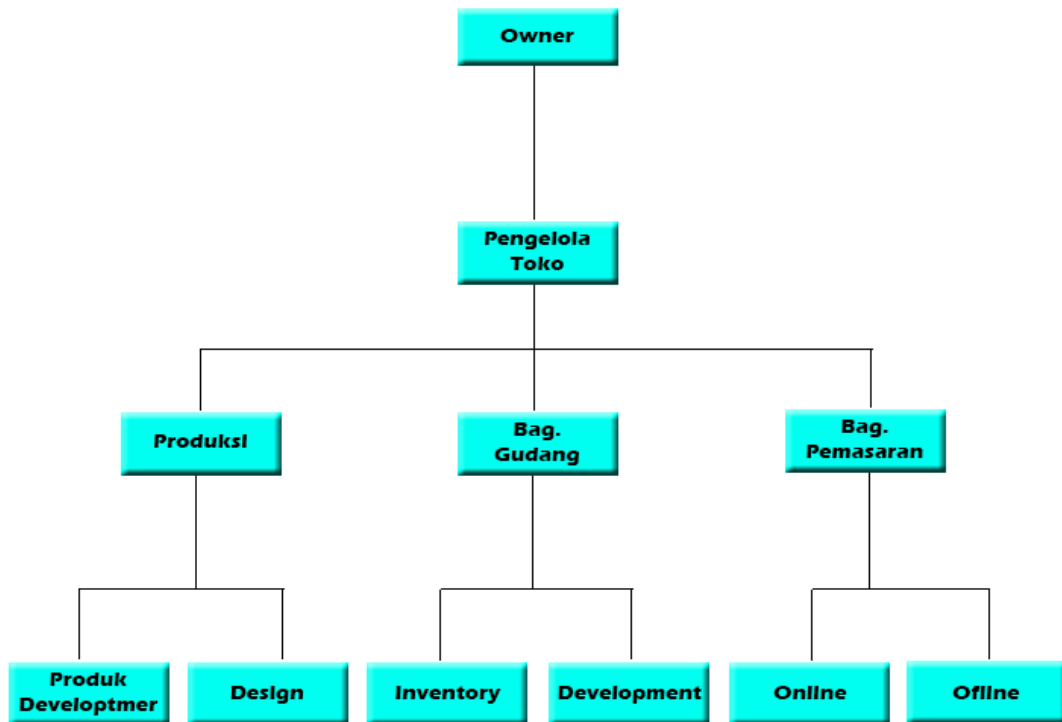 Owner
Pengelola
Toko
Produksi
Bag.
Gudang
Bag.
Pemasaran
Produk
Developtmer
Design
Inventory
Development
Online
Ofline